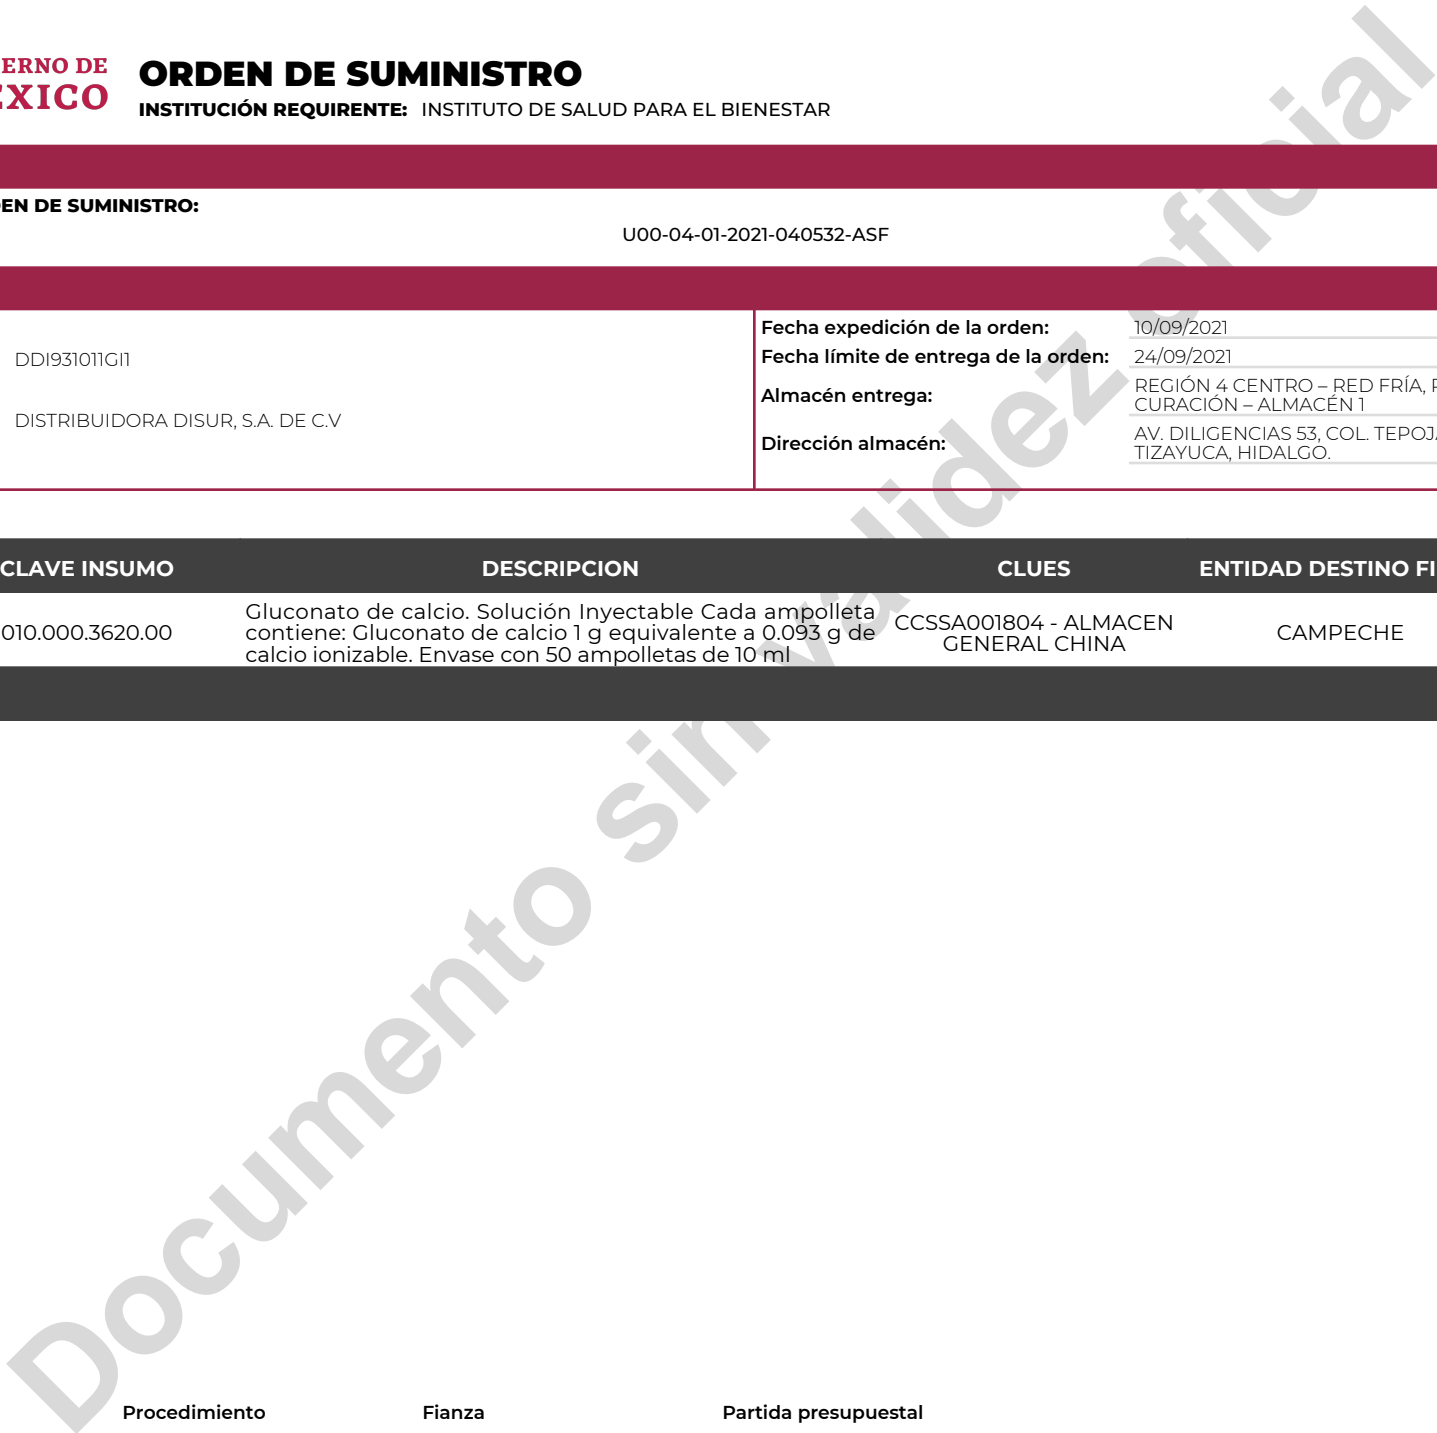 ERNO DE
ÉXICO
ORDEN DE SUMINISTRO
INSTITUCIÓN REQUIRENTE: INSTITUTO DE SALUD PARA EL BIENESTAR
EN DE SUMINISTRO:
U00-04-01-2021-040532-ASF
DDI931011GI1
DISTRIBUIDORA DISUR, S.A. DE C.V
Fecha expedición de la orden: 10/09/2021
Fecha límite de entrega de la orden: 24/09/2021
Almacén entrega: REGIÓN 4 CENTRO – RED FRÍA,
CURACIÓN – ALMACÉN 1
Dirección almacén: AV. DILIGENCIAS 53, COL. TEPOJ
TIZAYUCA, HIDALGO.
CLAVE INSUMO DESCRIPCION CLUES ENTIDAD DESTINO FI
010.000.3620.00
Gluconato de calcio. Solución Inyectable Cada ampolleta
contiene: Gluconato de calcio 1 g equivalente a 0.093 g de
calcio ionizable. Envase con 50 ampolletas de 10 ml
CCSSA001804 - ALMACEN
GENERAL CHINA
CAMPECHE
Documento sin validez oficial
Procedimiento Fianza Partida presupuestal